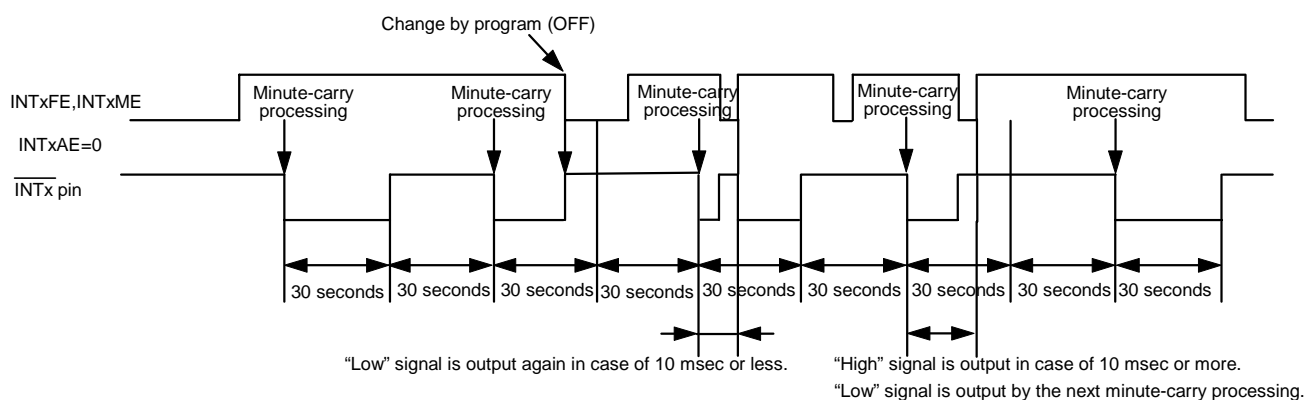 Change by program (OFF)
INTxFE,INTxME
Minute-carry
processing
Minute-carry
processing
Minute-carry
processing
Minute-carry
processing
Minute-carry
processing
INTxAE=0
INTx pin
30 seconds
30 seconds
30 seconds
30 seconds
30 seconds
30 seconds
30 seconds
30 seconds
30 seconds
“Low” signal is output again in case of 10 msec or less.
“High” signal is output in case of 10 msec or more.
“Low” signal is output by the next minute-carry processing.